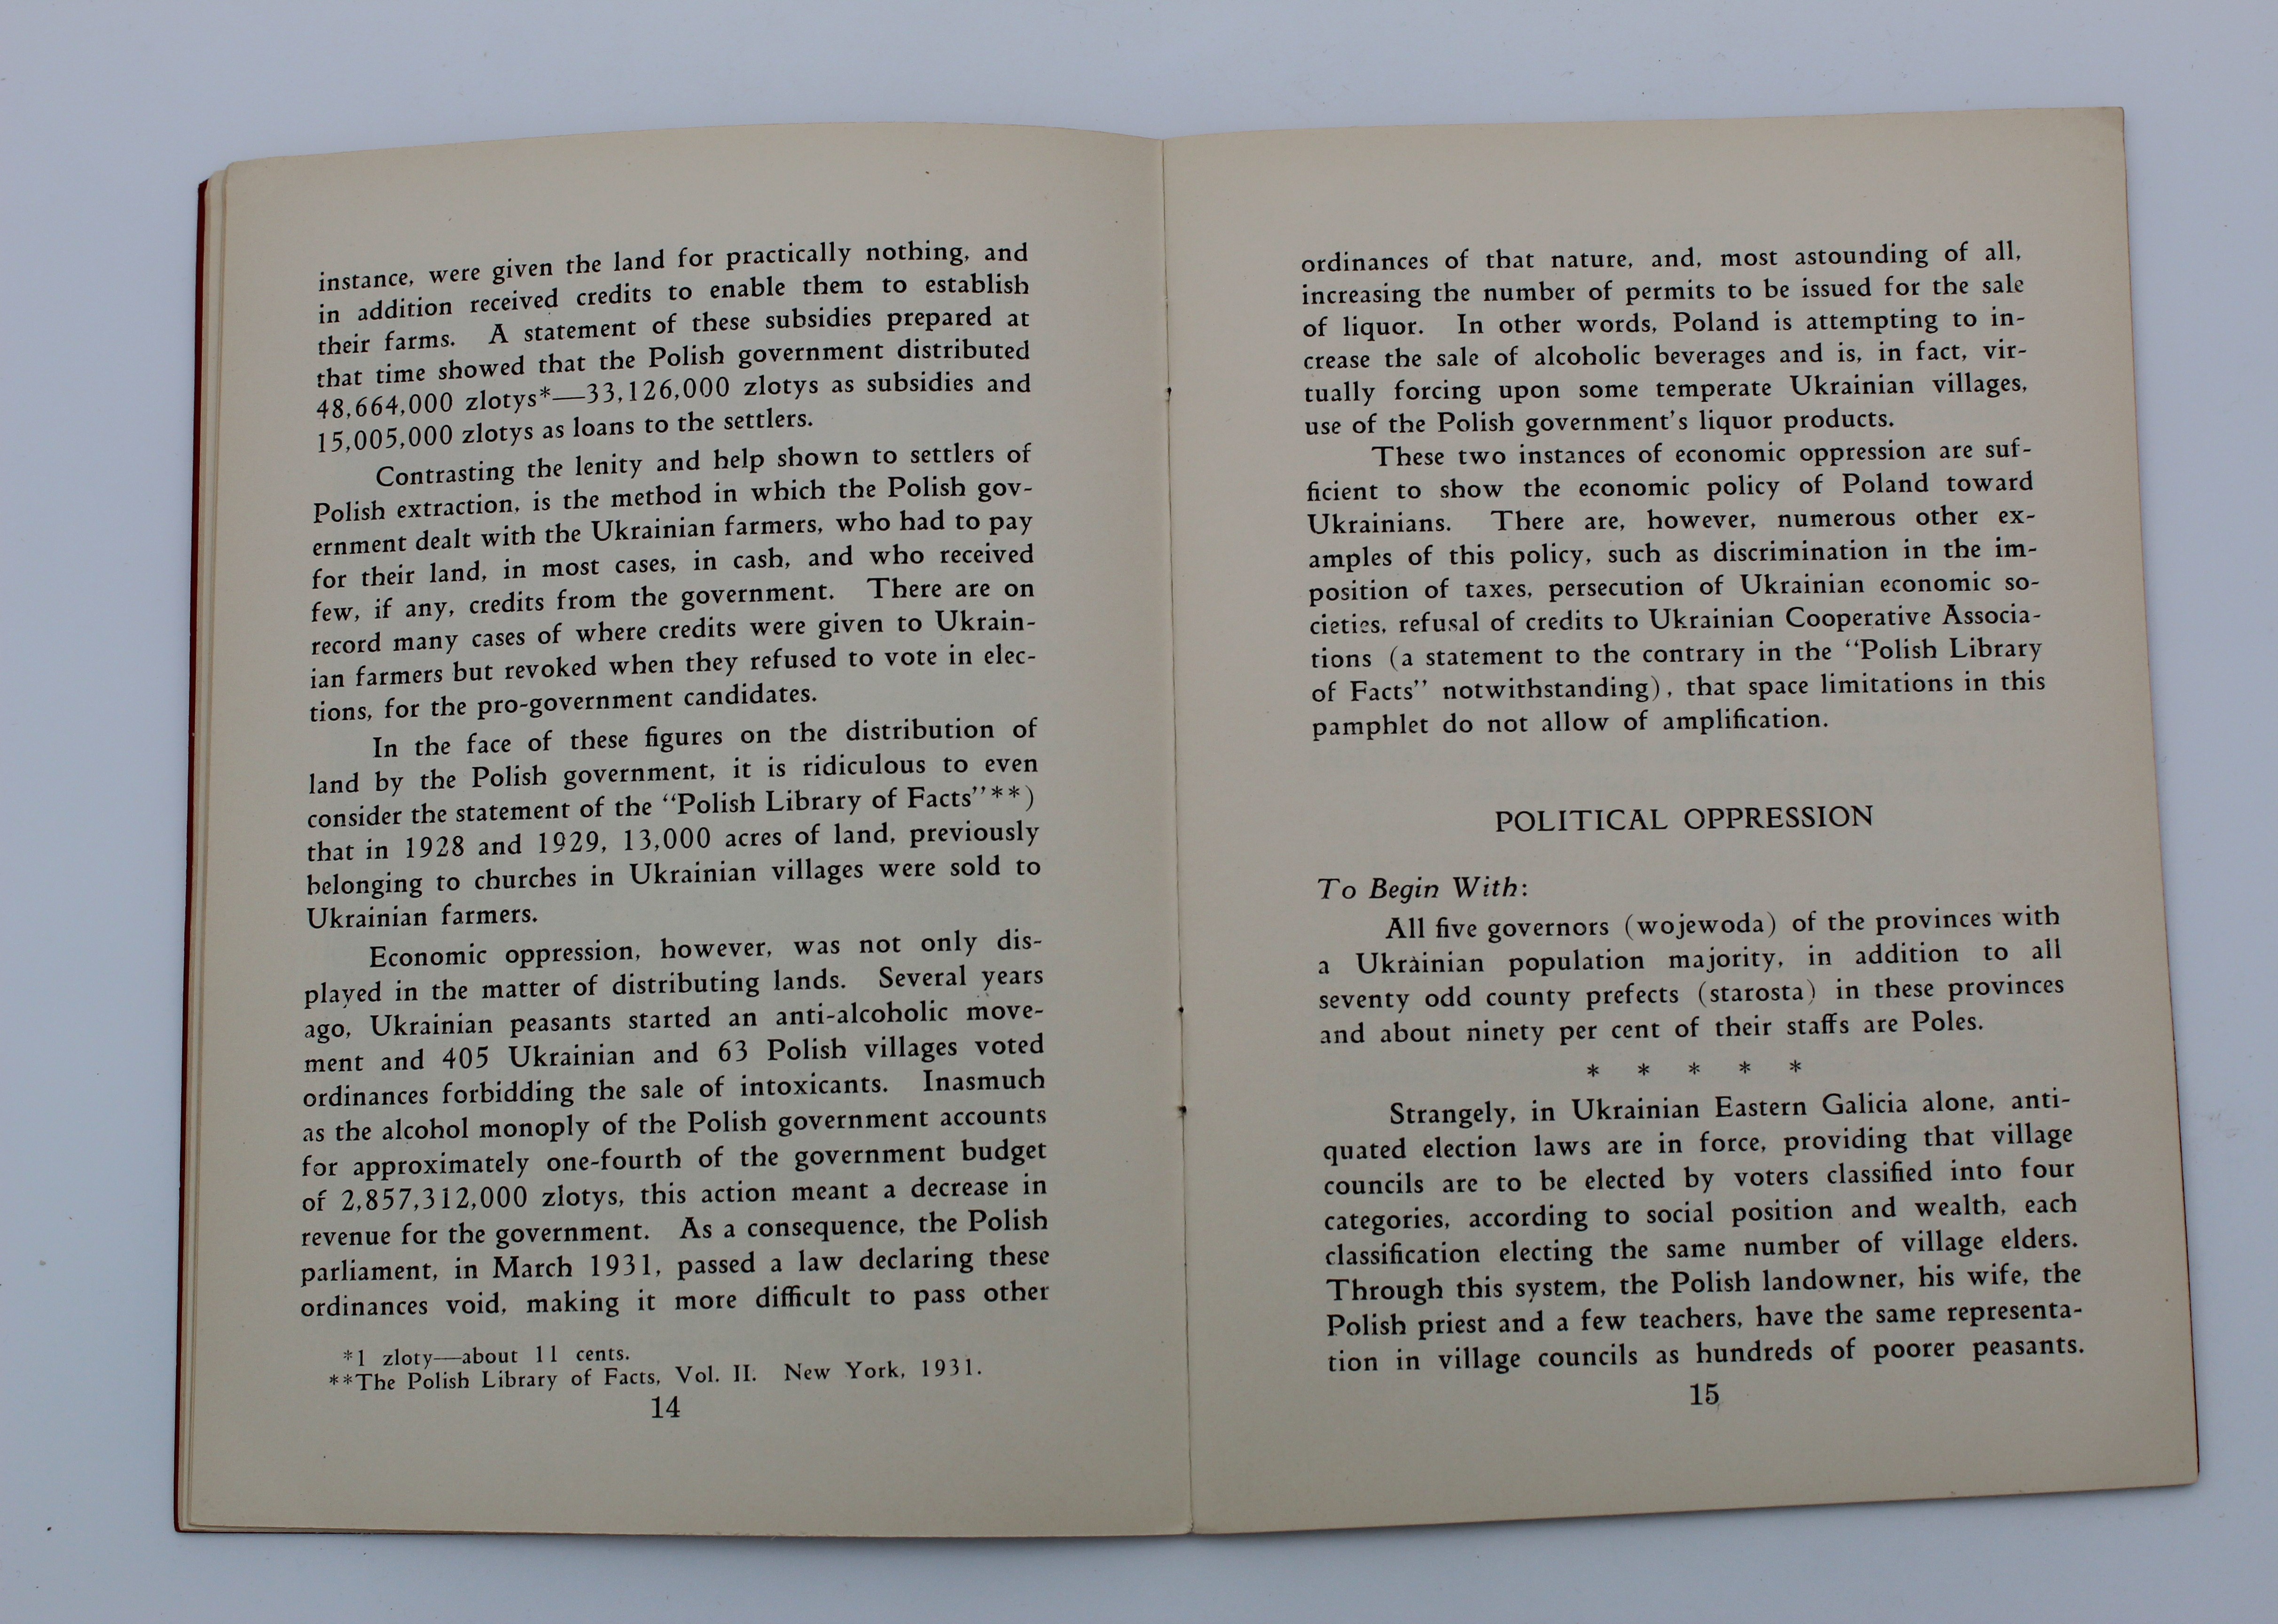 instance, were given the land for practically nothing, and
in addition received credits to enable them to establish
their farms. A statement of these subsidies prepared at
that time showed that the Polish government distributed
48,664,000 zlotys*—33,126,000 zlotys as subsidies and
15,005,000 zlotys as loans to the settlers.
Contrasting the lenity and help shown to settlers of
Polish extraction, is the method in which the Polish gov-
ernment dealt with the Ukrainian farmers, who had to pay
for their land, in most cases, in cash, and who received
few, if any, credits from the government. There are on
record many cases of where credits were given to Ukrain-
ian farmers but revoked when they refused to vote in elec-
tions, for the pro-government candidates.
In the face of these figures on the distribution of
land by the Polish government, it is ridiculous to even
consider the statement of the "Polish Library of Facts"**)
that in 1928 and 1929, 13,000 acres of land, previously
belonging to churches in Ukrainian villages were sold to
Ukrainian farmers.
Economic oppression, however, was not only dis-
played in the matter of distributing lands. Several years
ago, Ukrainian peasants started an anti-alcoholic move-
ment and 405 Ukrainian and 63 Polish villages voted
ordinances forbidding the sale of intoxicants. Inasmuch
as the alcohol monoply of the Polish government accounts
for approximately one-fourth of the government budget
of 2,857,312,000 zlotys, this action meant a decrease in
revenue for the government. As a consequence, the Polish
parliament, in March 1931, passed a law declaring these
ordinances void, making it more difficult to pass other
*1 zloty—about 11 cents.
**The Polish Library of Facts, Vol. II. New York, 1931.
14
ordinances of that nature, and, most astounding of all,
increasing the number of permits to be issued for the sale
of liquor. In other words, Poland is attempting to in-
crease the sale of alcoholic beverages and is, in fact, vir-
tually forcing upon some temperate Ukrainian villages,
use of the Polish government's liquor products.
These two instances of economic oppression are suf-
ficient to show the economic policy of Poland toward
Ukrainians. There are, however, numerous other ex-
amples of this policy, such as discrimination in the im-
position of taxes, persecution of Ukrainian economic so-
cieties, refusal of credits to Ukrainian Cooperative Associa-
tions (a statement to the contrary in the "Polish Library
of Facts" notwithstanding), that space limitations in this
pamphlet do not allow of amplification.
POLITICAL OPPRESSION
To Begin With:
All five governors (wojewoda) of the provinces with
a Ukrainian population majority, in addition to all
seventy odd county prefects (starosta) in these provinces
and about ninety per cent of their staffs are Poles.
* * * * *
Strangely, in Ukrainian Eastern Galicia alone, anti-
quated election laws are in force, providing that village
councils are to be elected by voters classified into four
categories, according to social position and wealth, each
classification electing the same number of village elders.
Through this system, the Polish landowner, his wife, the
Polish priest and a few teachers, have the same representa-
tion in village councils as hundreds of poorer peasants.
15